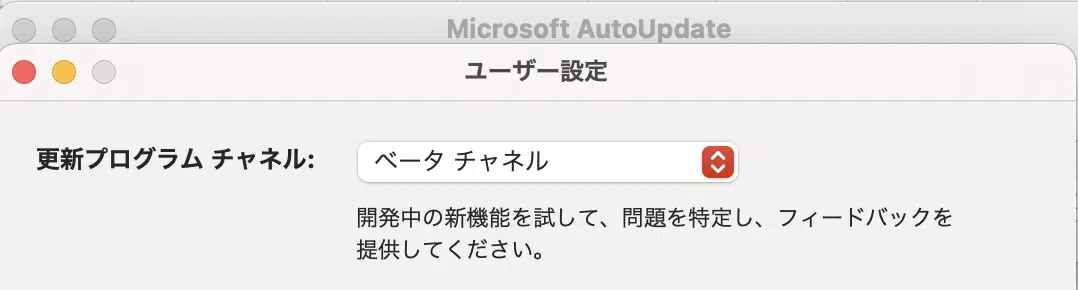 Microsoft AutoUpdate
ユーザー設定
更新プログラム チャネル: ベータ チャネル
開発中の新機能を試して、問題を特定し、フィードバックを
提供してください。